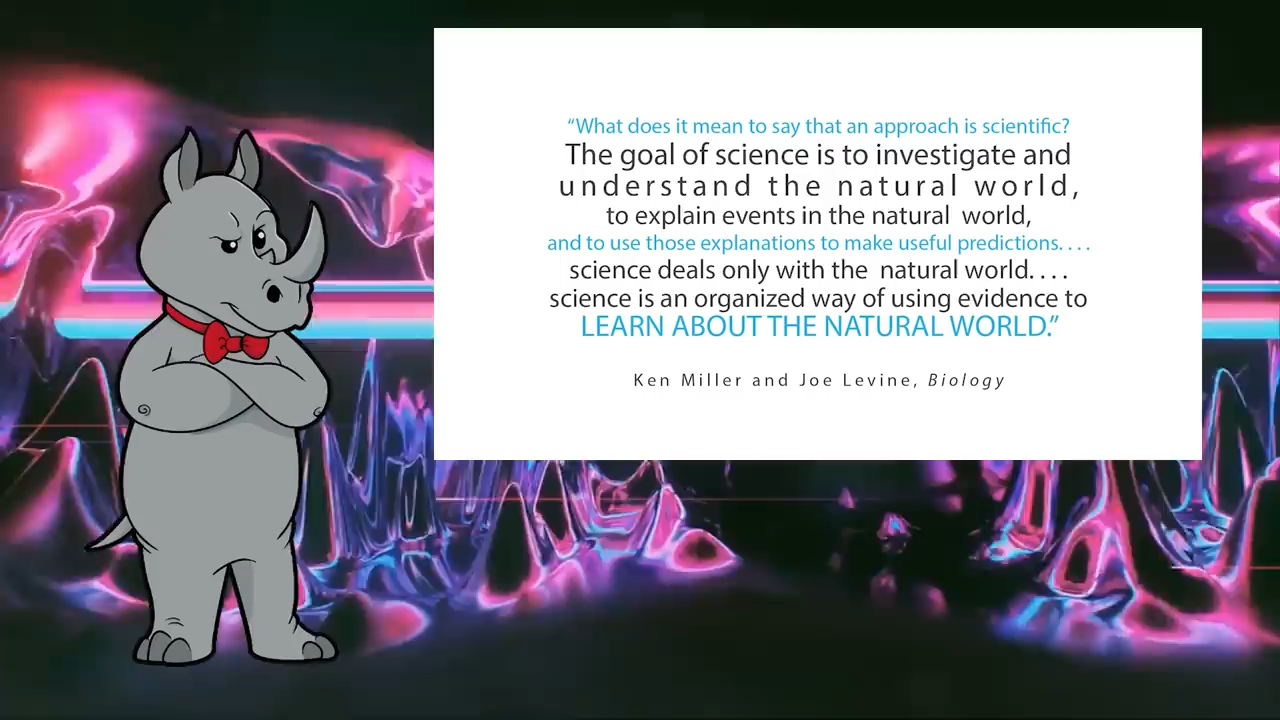 “What does it mean to say that an approach is scientific?
The goal of science is to investigate and
understand the natural world,
to explain events in the natural world,
and to use those explanations to make useful predictions. . . .
science deals only with the natural world. . . .
science is an organized way of using evidence to
LEARN ABOUT THE NATURAL WORLD.”
Ken Miller and Joe Levine, Biology